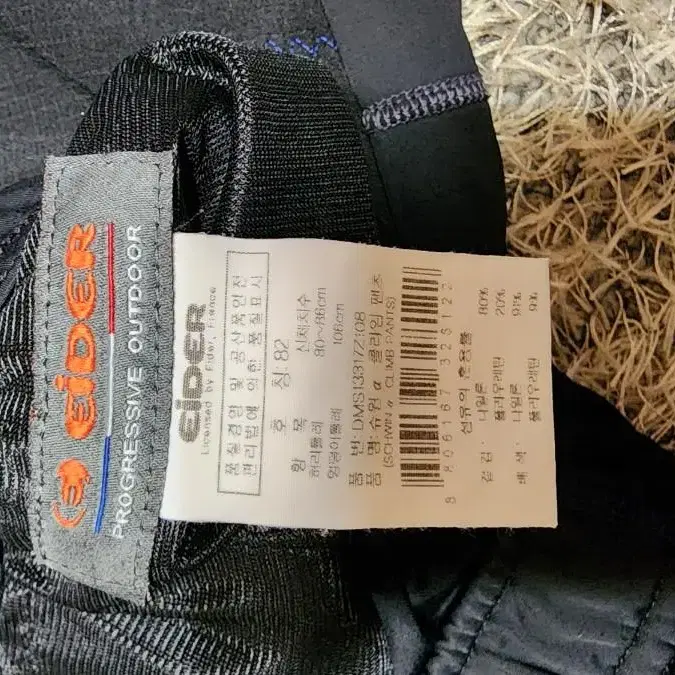 EiDER
PROGRESSIVE OUTDOOR
EiDER
Licensed by Eider, France
품질경영 및 공산품안전
관리법에 의한 품질표시
호 칭: 82
항 목 신체치수
허리둘레 80~86cm
엉덩이둘레 106cm
품 번: DMS13317Z108
품 명: 슈윈 α 클라임 팬츠
(SCHWIN α CLIMB PANTS)
8 806187 325122
섬유의 혼용률
겉 감: 나일론 80%
폴리우레탄 20%
배 색: 나일론 91%
폴리우레탄 9%